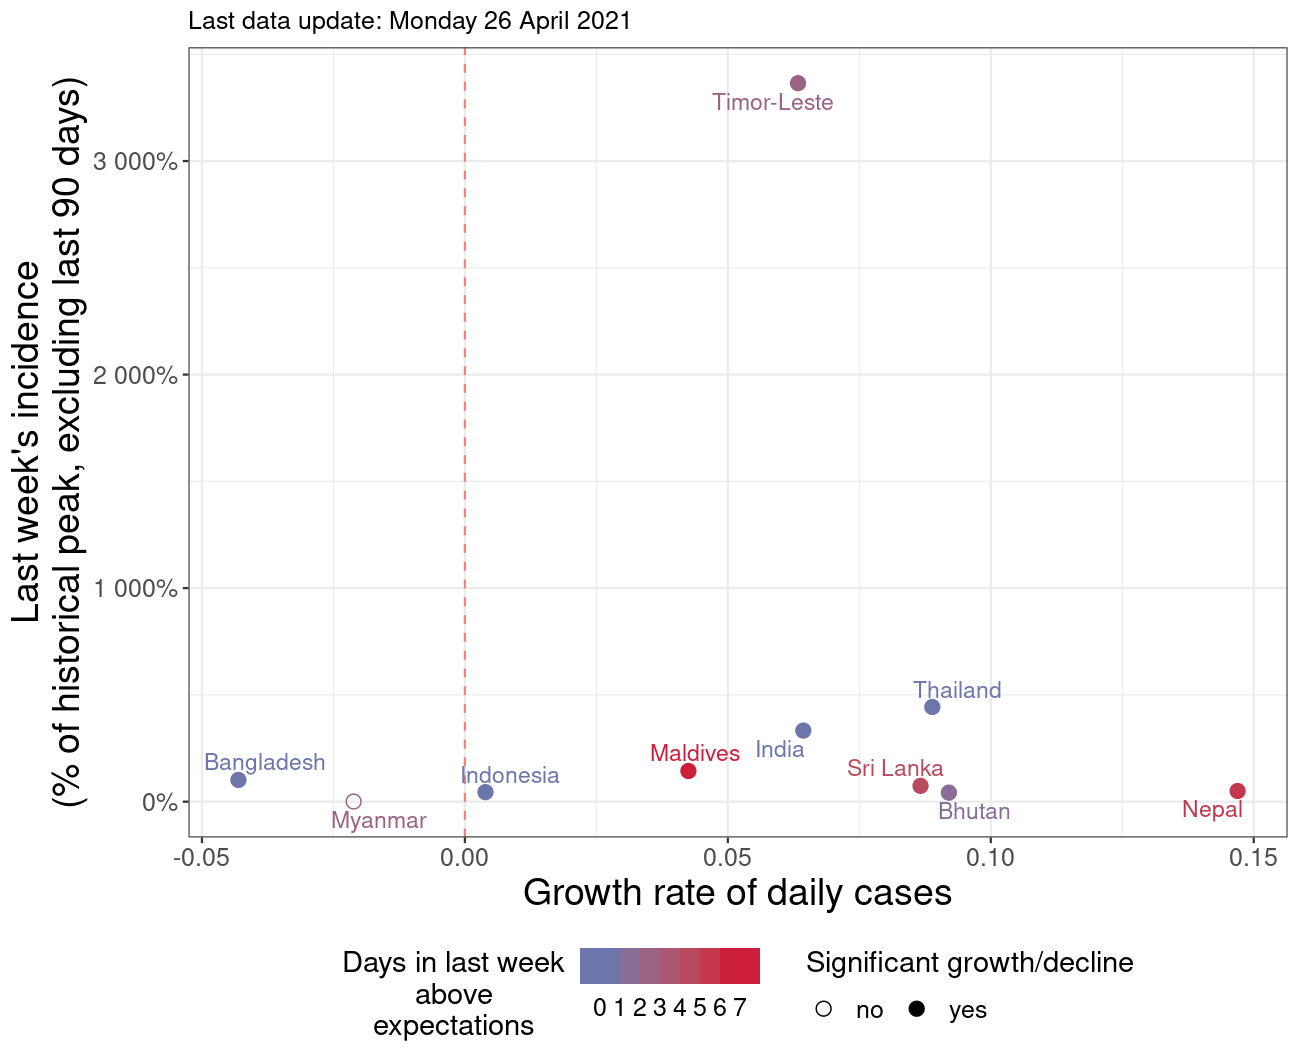 Last data update: Monday 26 April 2021
Last week's incidence
(% of historical peak, excluding last 90 days)
3 000%
2 000%
1 000%
0%
Timor-Leste
Thailand
India
Maldives
Bangladesh
Sri Lanka
Indonesia
Bhutan
Nepal
Myanmar
-0.05 0.00 0.05 0.10 0.15
Growth rate of daily cases
Days in last week
above
expectations
0 1 2 3 4 5 6 7
Significant growth/decline
no yes